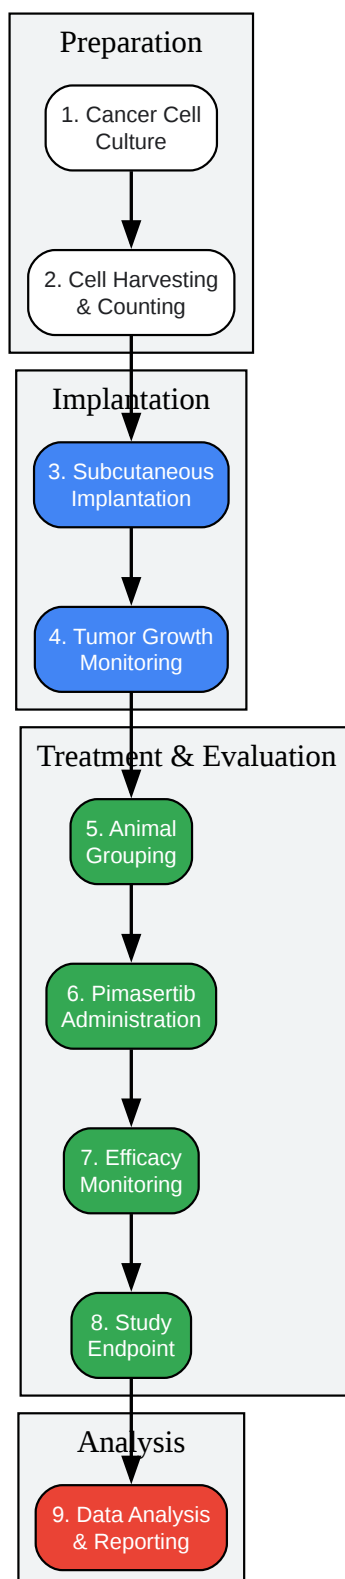 Preparation
1. Cancer Cell
Culture
2. Cell Harvesting
& Counting
Implantation
3. Subcutaneous
Implantation
4. Tumor Growth
Monitoring
Treatment & Evaluation
5. Animal
Grouping
6. Pimasertib
Administration
7. Efficacy
Monitoring
8. Study
Endpoint
Analysis
9. Data Analysis
& Reporting